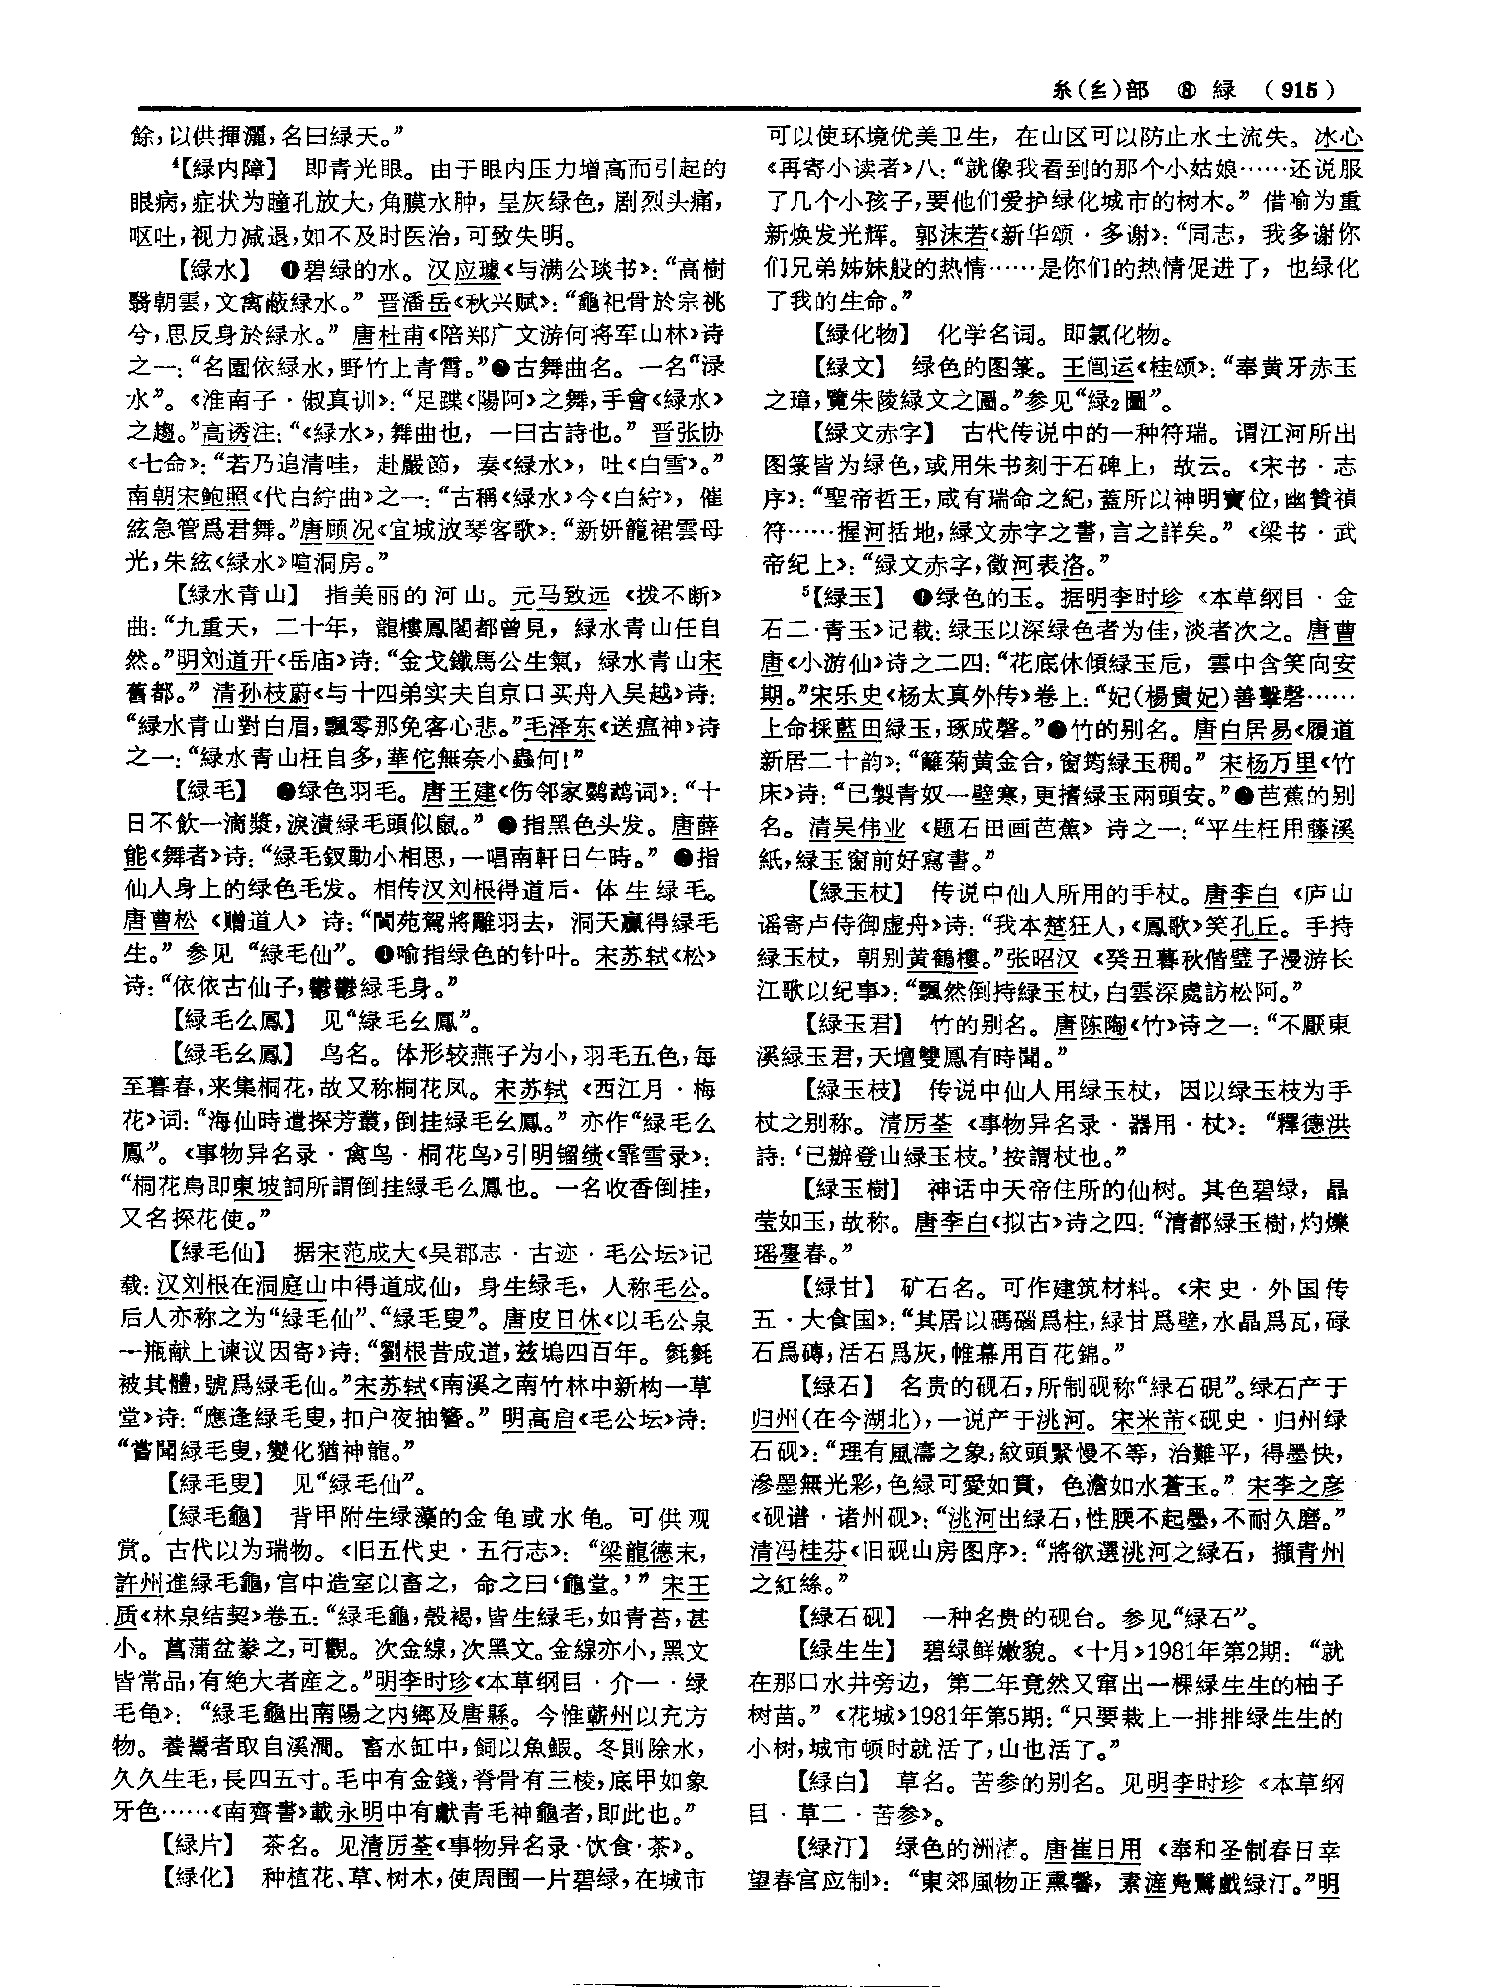 糸(纟)部 ⑧ 緑 (915)
餘,以供揮灑,名曰緑天。”
⁴【緑内障】 即青光眼。由于眼内压力增高而引起的
眼病,症状为瞳孔放大,角膜水肿,呈灰绿色,剧烈头痛,
呕吐,视力减退,如不及时医治,可致失明。
【緑水】 ❶碧绿的水。汉应璩《与满公琰书》:“高樹
翳朝雲,文禽蔽緑水。” 晋潘岳《秋兴赋》:“龜祀骨於宗祧
兮,思反身於緑水。” 唐杜甫《陪郑广文游何将军山林》诗
之一:“名園依緑水,野竹上青霄。”❷古舞曲名。一名“渌
水”。《淮南子·俶真训》:“足蹀《陽阿》之舞,手會《緑水》
之趨。”高诱注:“《緑水》,舞曲也,一曰古詩也。” 晋张协
《七命》:“若乃追清哇,赴嚴節,奏《緑水》,吐《白雪》。”
南朝宋鲍照《代白紵曲》之一:“古稱《緑水》今《白紵》,催
絃急管爲君舞。”唐顾况《宜城放琴客歌》:“新妍籠裙雲母
光,朱絃《緑水》喧洞房。”
【緑水青山】 指美丽的河山。元马致远《拨不断》
曲:“九重天,二十年,龍樓鳳閣都曾見,緑水青山任自
然。”明刘道开《岳庙》诗:“金戈鐵馬公生氣,緑水青山宋
舊都。” 清孙枝蔚《与十四弟实夫自京口买舟入吴越》诗:
“緑水青山對白眉,飄零那免客心悲。”毛泽东《送瘟神》诗
之一:“緑水青山枉自多,華佗無奈小蟲何!”
【緑毛】 ❶绿色羽毛。唐王建《伤邻家鹦鹉词》:“十
日不飲一滴漿,淚漬緑毛頭似鼠。” ❷指黑色头发。唐薛
能《舞者》诗:“緑毛釵動小相思,一唱南軒日午時。” ❸指
仙人身上的绿色毛发。相传汉刘根得道后,体生绿毛。
唐曹松《赠道人》诗:“閬苑駕將雕羽去,洞天赢得緑毛
生。” 参见“緑毛仙”。 ❹喻指绿色的针叶。宋苏轼《松》
诗:“依依古仙子,鬱鬱緑毛身。”
【緑毛么鳳】 见“緑毛幺鳳”。
【緑毛幺鳳】 鸟名。体形较燕子为小,羽毛五色,每
至暮春,来集桐花,故又称桐花凤。宋苏轼《西江月·梅
花》词:“海仙時遣探芳叢,倒挂緑毛幺鳳。” 亦作“緑毛么
鳳”。《事物异名录·禽鸟·桐花鸟》引明镏绩《霏雪录》:
“桐花鳥即東坡詞所謂倒挂緑毛么鳳也。一名收香倒挂,
又名探花使。”
【緑毛仙】 据宋范成大《吴郡志·古迹·毛公坛》记
载:汉刘根在洞庭山中得道成仙,身生绿毛,人称毛公。
后人亦称之为“緑毛仙”、“緑毛叟”。唐皮日休《以毛公泉
一瓶献上谏议因寄》诗:“劉根昔成道,兹塢四百年。毿毿
被其體,號爲緑毛仙。”宋苏轼《南溪之南竹林中新构一草
堂》诗:“應逢緑毛叟,扣户夜抽簪。” 明高启《毛公坛》诗:
“嘗聞緑毛叟,變化猶神龍。”
【緑毛叟】 见“緑毛仙”。
【緑毛龜】 背甲附生绿藻的金龟或水龟。可供观
赏。古代以为瑞物。《旧五代史·五行志》:“梁龍德末,
許州進緑毛龜,宫中造室以畜之,命之曰‘龜堂。’” 宋王
质《林泉结契》卷五:“緑毛龜,殼褐,皆生緑毛,如青苔,甚
小。菖蒲盆豢之,可觀。次金線,次黑文。金線亦小,黑文
皆常品,有絶大者産之。”明李时珍《本草纲目·介一·绿
毛龟》:“緑毛龜出南陽之内鄉及唐縣。今惟蘄州以充方
物。養鬻者取自溪澗。畜水缸中,飼以魚鰕。冬則除水,
久久生毛,長四五寸。毛中有金錢,脊骨有三棱,底甲如象
牙色……《南齊書》載永明中有獻青毛神龜者,即此也。”
【緑片】 茶名。见清厉荃《事物异名录·饮食·茶》。
【緑化】 种植花、草、树木,使周围一片碧绿,在城市
可以使环境优美卫生,在山区可以防止水土流失。冰心
《再寄小读者》八:“就像我看到的那个小姑娘……还说服
了几个小孩子,要他们爱护绿化城市的树木。” 借喻为重
新焕发光辉。郭沫若《新华颂·多谢》:“同志,我多谢你
们兄弟姊妹般的热情……是你们的热情促进了,也绿化
了我的生命。”
【緑化物】 化学名词。即氯化物。
【緑文】 绿色的图箓。王闿运《桂颂》:“奉黄牙赤玉
之璋,覽朱陵緑文之圖。”参见“緑₂圖”。
【緑文赤字】 古代传说中的一种符瑞。谓江河所出
图箓皆为绿色,或用朱书刻于石碑上,故云。《宋书·志
序》:“聖帝哲王,咸有瑞命之紀,蓋所以神明寶位,幽贊禎
符……握河括地,緑文赤字之書,言之詳矣。” 《梁书·武
帝纪上》:“緑文赤字,徵河表洛。”
⁵【緑玉】 ❶绿色的玉。据明李时珍《本草纲目·金
石二·青玉》记载:绿玉以深绿色者为佳,淡者次之。唐曹
唐《小游仙》诗之二四:“花底休傾緑玉卮,雲中含笑向安
期。”宋乐史《杨太真外传》卷上:“妃(楊貴妃)善擊磬……
上命採藍田緑玉,琢成磬。”❷竹的别名。唐白居易《履道
新居二十韵》:“籬菊黄金合,窗筠緑玉稠。” 宋杨万里《竹
床》诗:“已製青奴一壁寒,更揩緑玉兩頭安。”❸芭蕉的别
名。清吴伟业《题石田画芭蕉》诗之一:“平生枉用藤溪
紙,緑玉窗前好寫書。”
【緑玉杖】 传说中仙人所用的手杖。唐李白《庐山
谣寄卢侍御虚舟》诗:“我本楚狂人,《鳳歌》笑孔丘。手持
緑玉杖,朝别黄鶴樓。”张昭汉《癸丑暮秋偕璧子漫游长
江歌以纪事》:“飄然倒持緑玉杖,白雲深處訪松阿。”
【緑玉君】 竹的别名。唐陈陶《竹》诗之一:“不厭東
溪緑玉君,天壇雙鳳有時聞。”
【緑玉枝】 传说中仙人用绿玉杖,因以绿玉枝为手
杖之别称。清厉荃《事物异名录·器用·杖》:“釋德洪
詩:‘已辦登山緑玉枝。’按謂杖也。”
【緑玉樹】 神话中天帝住所的仙树。其色碧绿,晶
莹如玉,故称。唐李白《拟古》诗之四:“清都緑玉樹,灼爍
瑶臺春。”
【緑甘】 矿石名。可作建筑材料。《宋史·外国传
五·大食国》:“其居以碼碯爲柱,緑甘爲壁,水晶爲瓦,碌
石爲磚,活石爲灰,帷幕用百花錦。”
【緑石】 名贵的砚石,所制砚称“緑石硯”。绿石产于
归州(在今湖北),一说产于洮河。宋米芾《砚史·归州绿
石砚》:“理有風濤之象,紋頭緊慢不等,治難平,得墨快,
滲墨無光彩,色緑可愛如賁,色澹如水蒼玉。” 宋李之彦
《砚谱·诸州砚》:“洮河出緑石,性腝不起墨,不耐久磨。”
清冯桂芬《旧砚山房图序》:“將欲選洮河之緑石,擷青州
之紅絲。”
【緑石砚】 一种名贵的砚台。参见“緑石”。
【緑生生】 碧绿鲜嫩貌。《十月》1981年第2期:“就
在那口水井旁边,第二年竟然又窜出一棵绿生生的柚子
树苗。” 《花城》1981年第5期:“只要栽上一排排绿生生的
小树,城市顿时就活了,山也活了。”
【緑白】 草名。苦参的别名。见明李时珍《本草纲
目·草二·苦参》。
【緑汀】 绿色的洲渚。唐崔日用《奉和圣制春日幸
望春宫应制》:“東郊風物正熏馨,素滻凫鷖戲緑汀。”明